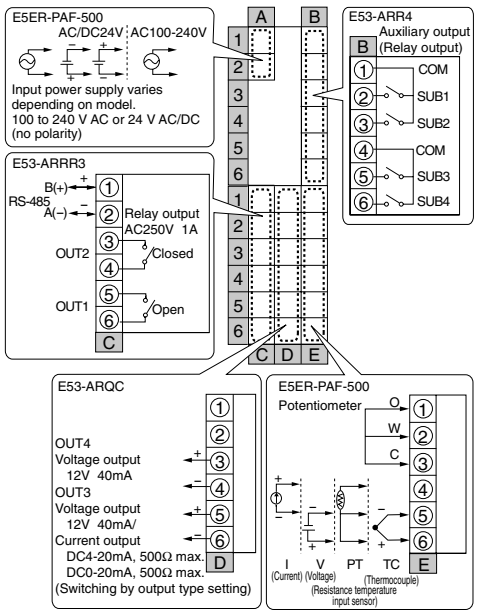 E5ER-PAF-500
AC/DC24V AC100-240V
Input power supply varies
depending on model.
100 to 240 V AC or 24 V AC/DC
(no polarity)
A
B
1
2
3
4
5
6
1
2
3
4
5
6
C D E
E53-ARR4
Auxiliary output
(Relay output)
B
1 COM
2 SUB1
3 SUB2
4 COM
5 SUB3
6 SUB4
E53-ARRR3
+
B(+) 1
RS-485
−
A(−) 2
Relay output
AC250V 1A
3
OUT2 Closed
4
5
OUT1 Open
6
C
E53-ARQC
1
2
OUT4
Voltage output + 3
12V 40mA
OUT3 − 4
Voltage output + 5
12V 40mA/
Current output − 6
DC4-20mA, 500Ω max.
DC0-20mA, 500Ω max.
D
(Switching by output type setting)
E5ER-PAF-500
Potentiometer
O 1
W 2
C 3
4
5
6
+
−
−
+
−
+
I V PT TC E
(Current) (Voltage)
(Thermocouple)
(Resistance temperature
input sensor)